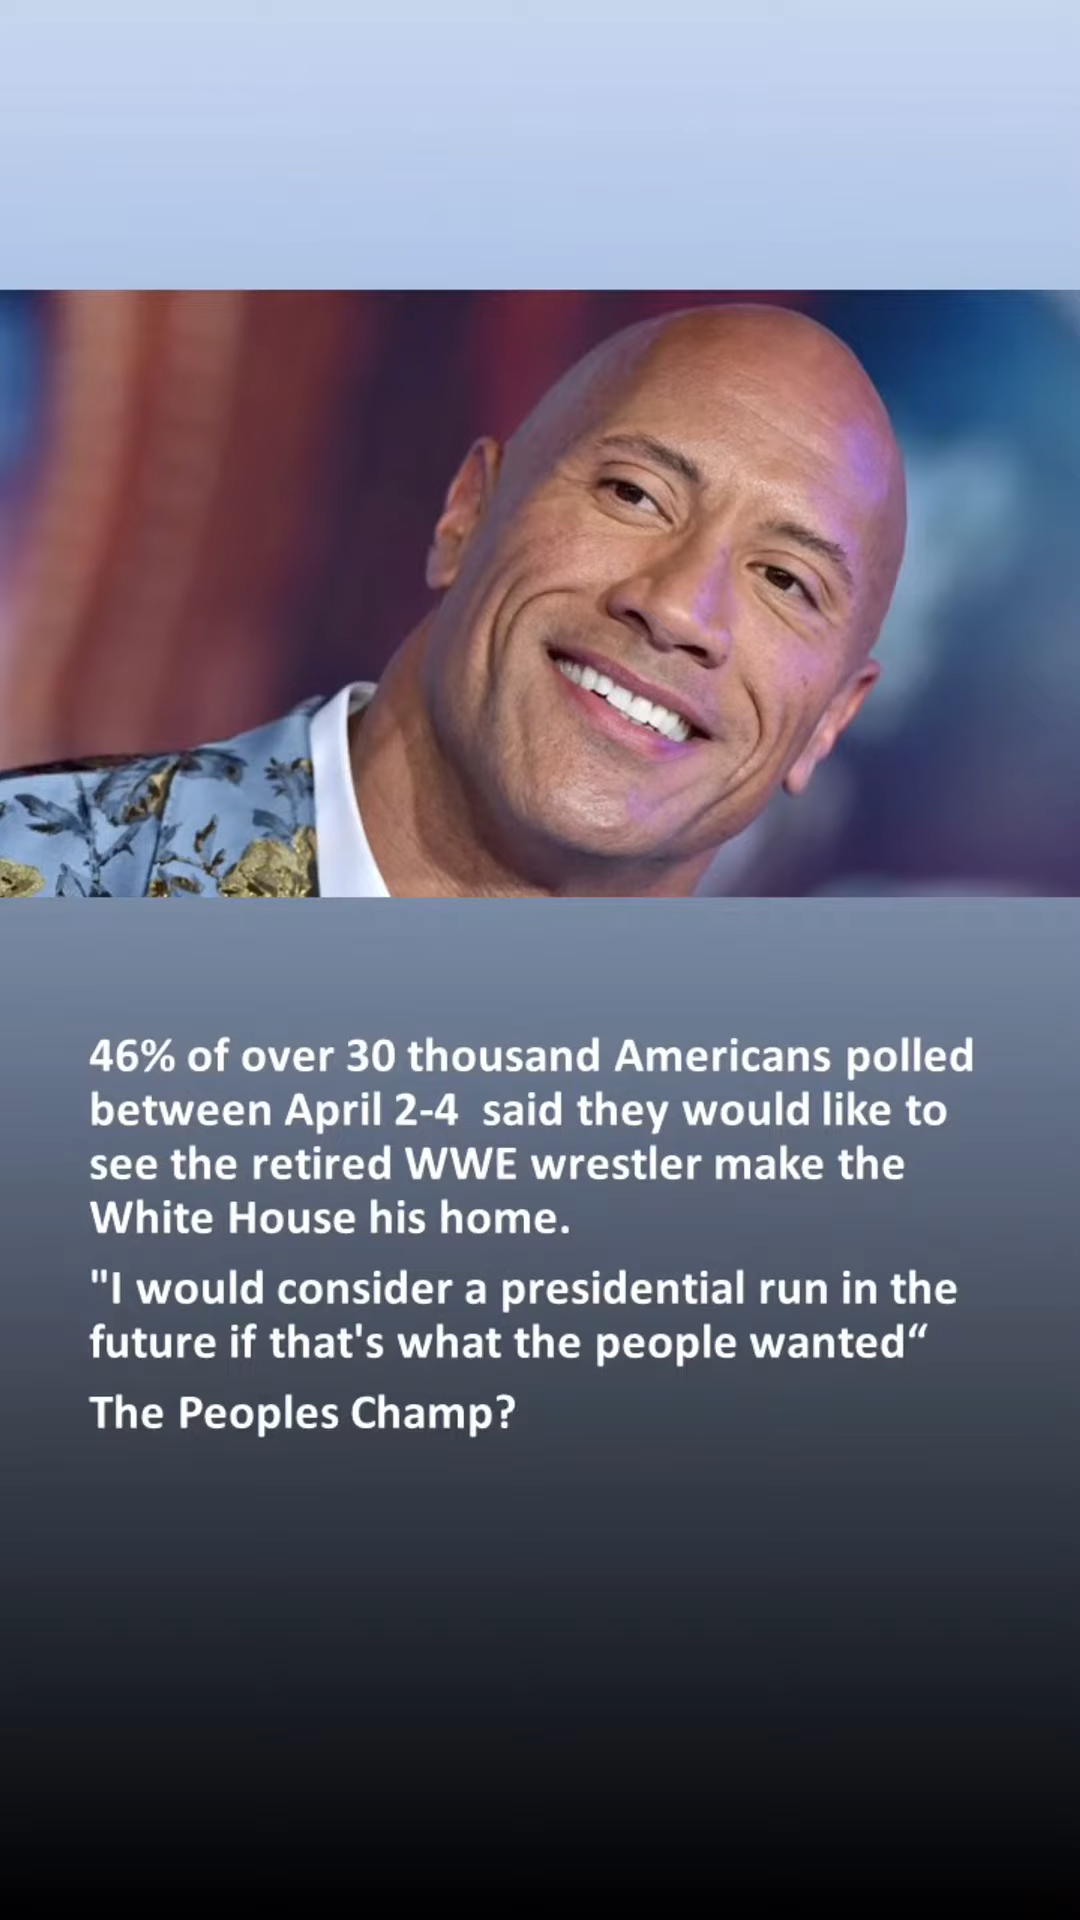 46% of over 30 thousand Americans polled
between April 2-4  said they would like to
see the retired WWE wrestler make the
White House his home.
"I would consider a presidential run in the
future if that's what the people wanted“
The Peoples Champ?